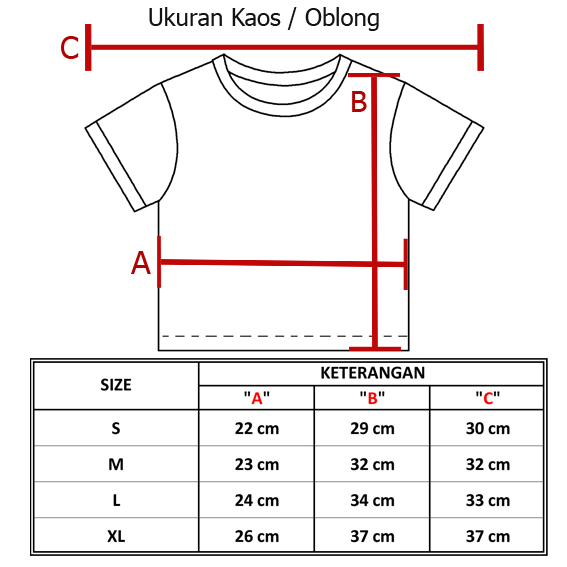 Ukuran Kaos / Oblong
C
B
A
SIZE KETERANGAN
"A" "B" "C"
S 22 cm 29 cm 30 cm
M 23 cm 32 cm 32 cm
L 24 cm 34 cm 33 cm
XL 26 cm 37 cm 37 cm